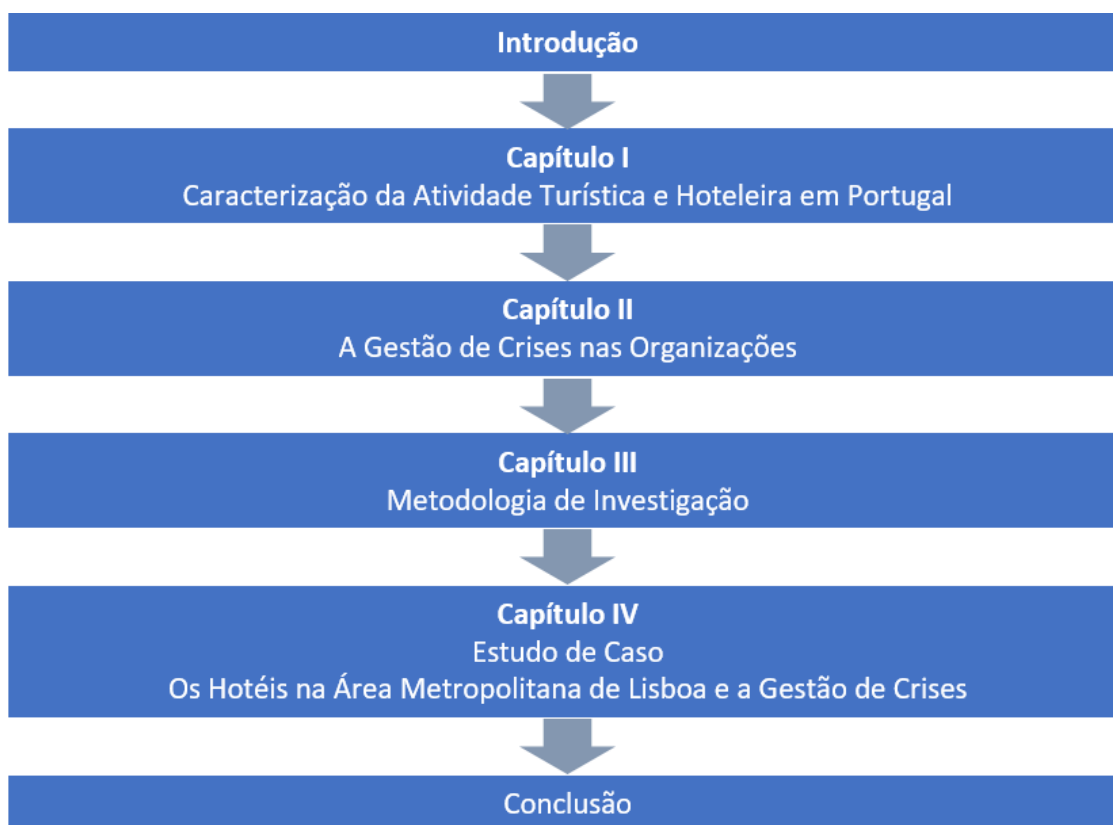 Introdução
Capítulo I
Caracterização da Atividade Turística e Hoteleira em Portugal
Capítulo II
A Gestão de Crises nas Organizações
Capítulo III
Metodologia de Investigação
Capítulo IV
Estudo de Caso
Os Hotéis na Área Metropolitana de Lisboa e a Gestão de Crises
Conclusão